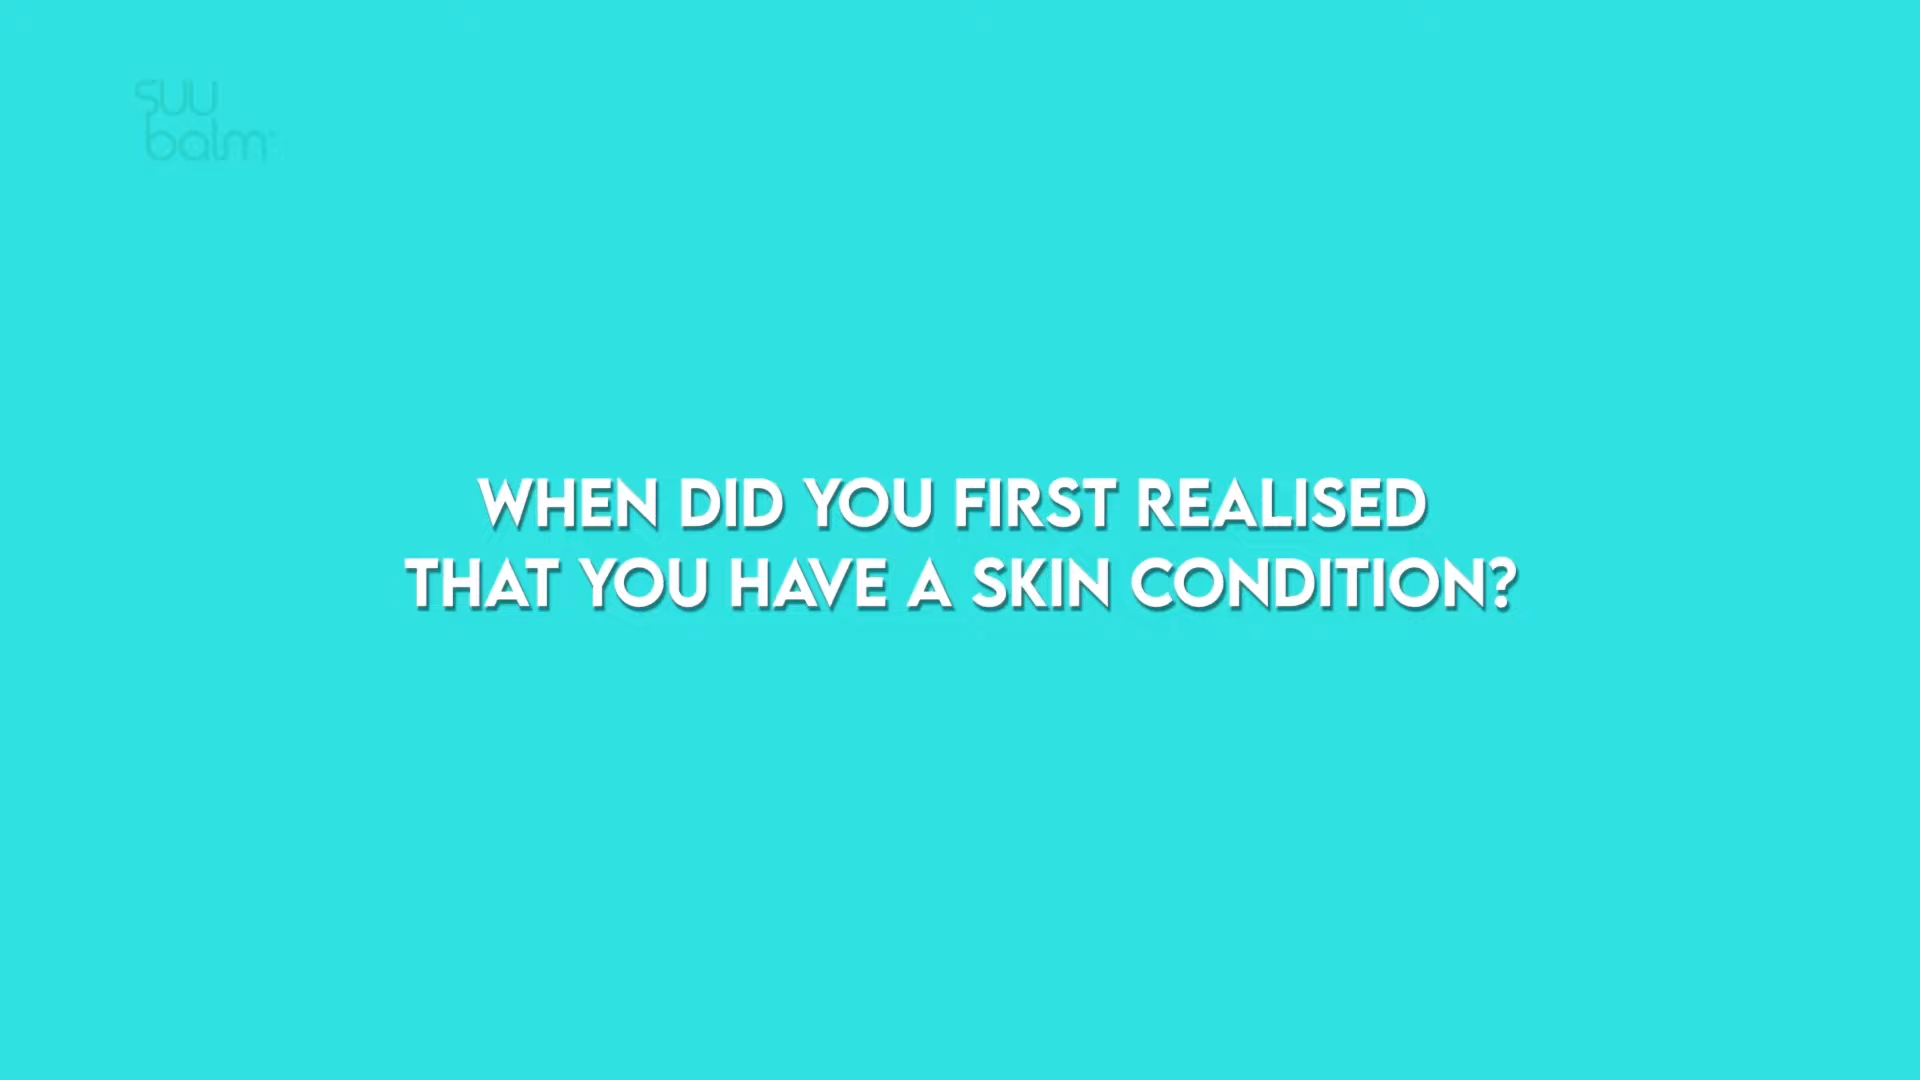 suu
balm
WHEN DID YOU FIRST REALISED
THAT YOU HAVE A SKIN CONDITION?